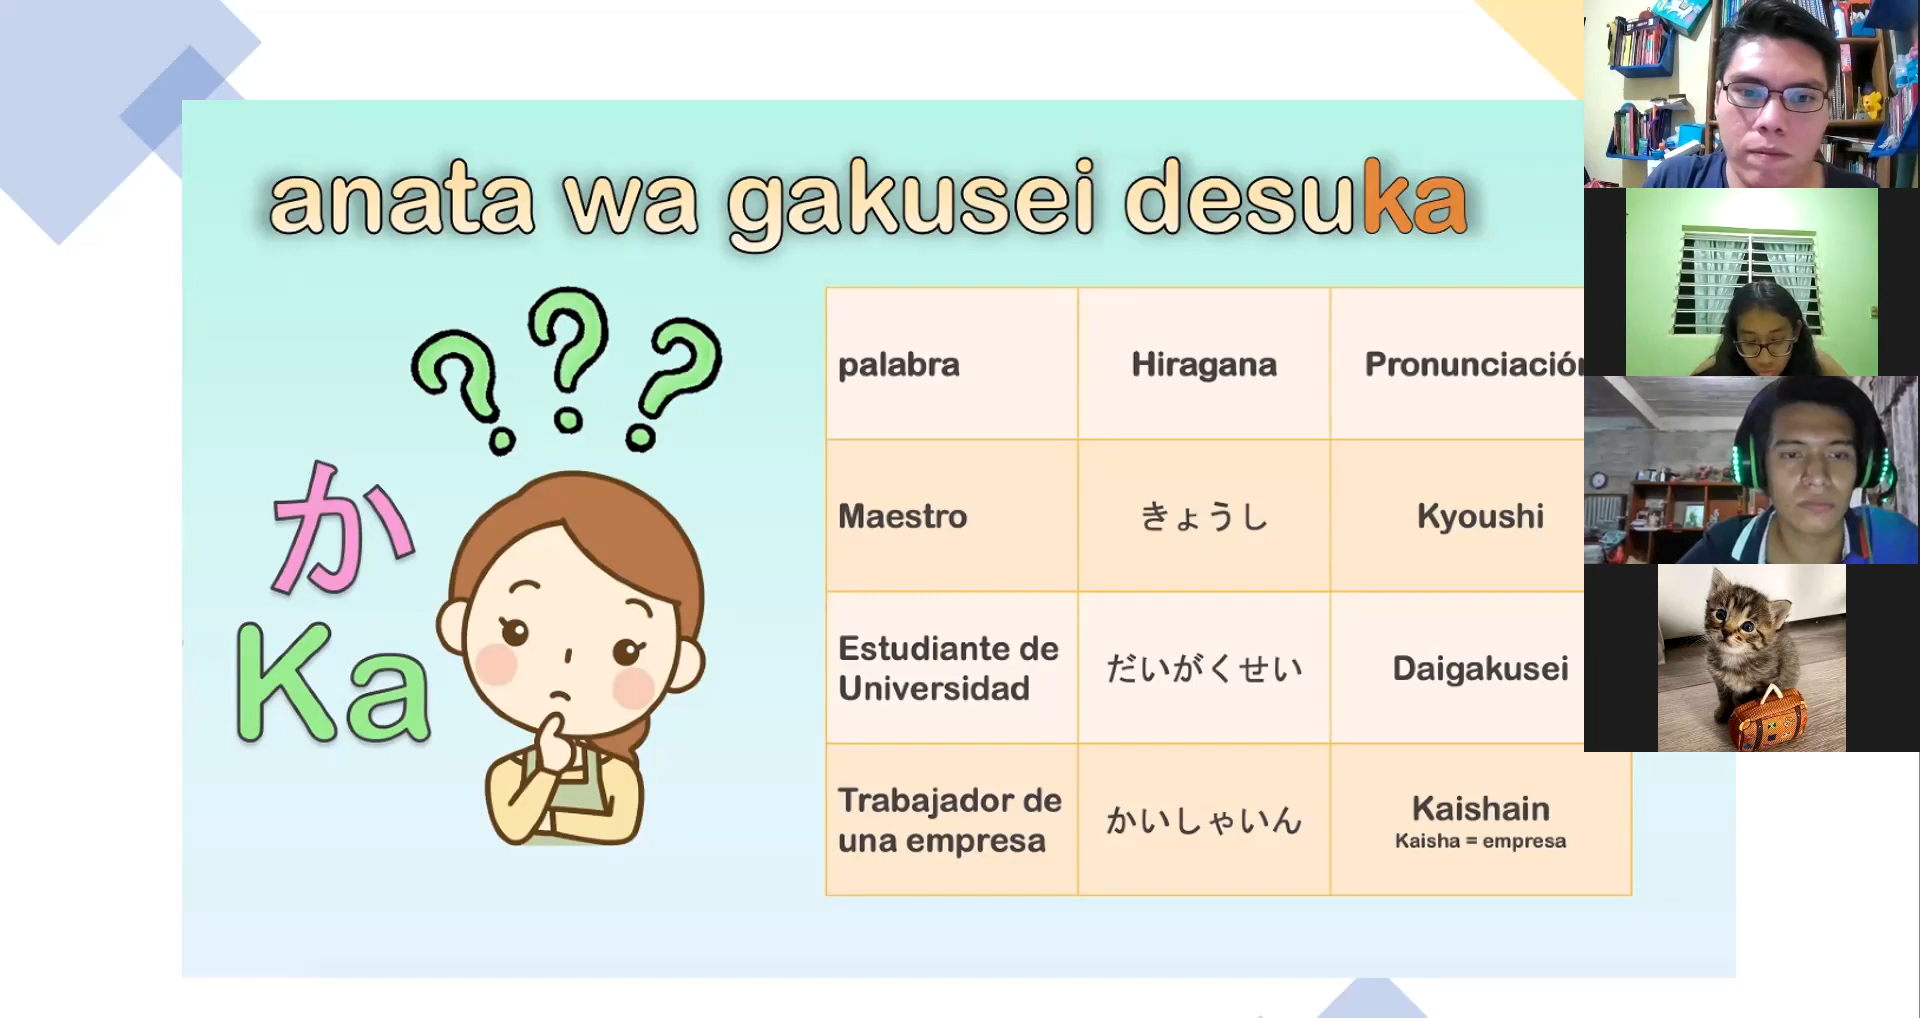 anata wa gakusei desuka
か
Ka
palabra
Hiragana
Pronunciación
Maestro
きょうし
Kyoushi
Estudiante de
Universidad
だいがくせい
Daigakusei
Trabajador de
una empresa
かいしゃいん
Kaishain
Kaisha = empresa